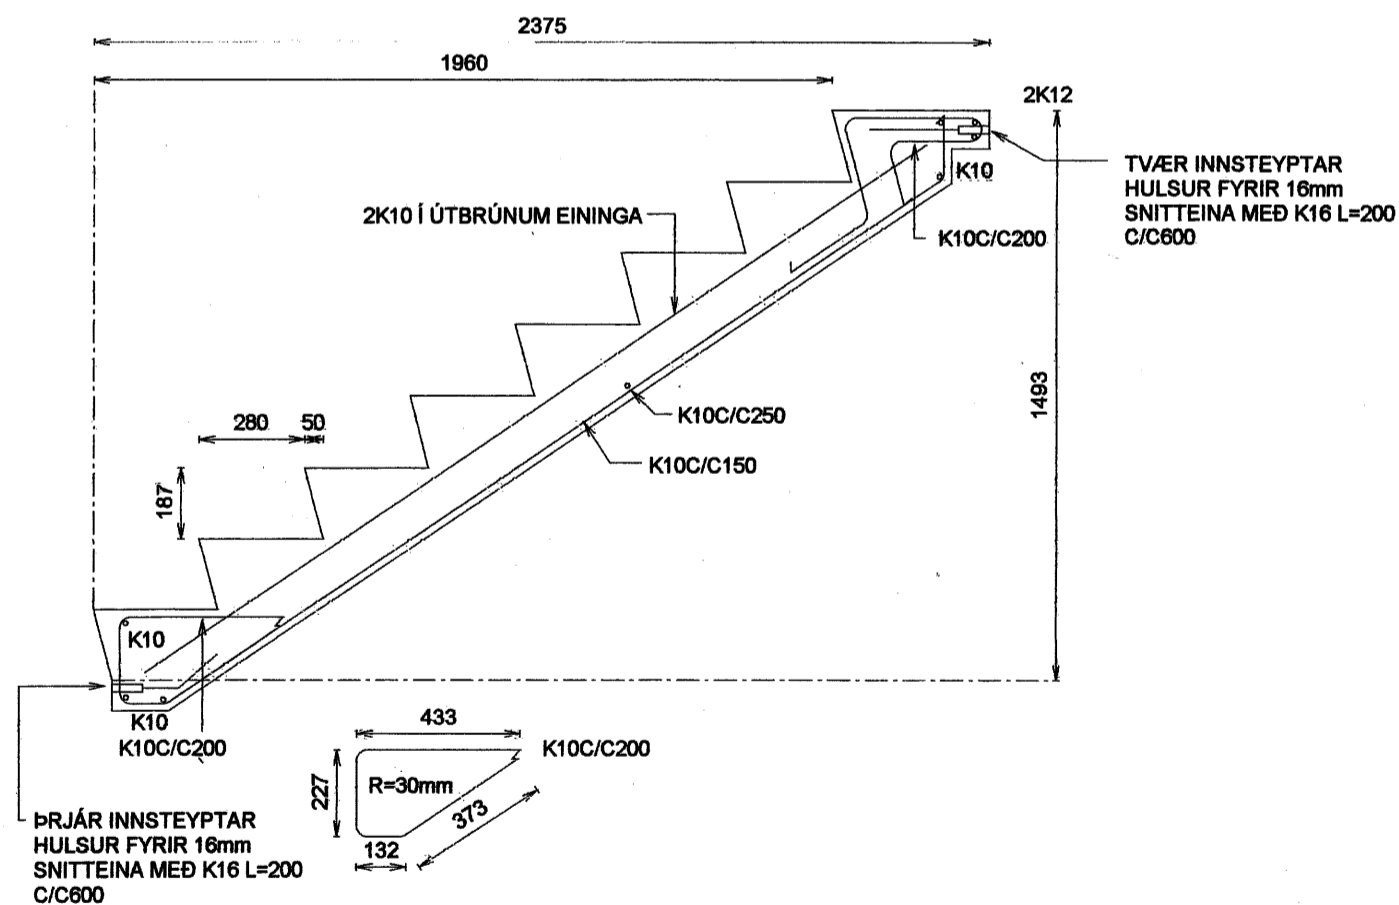 2375
1960
2K12
TVÆR INNSTEYPTAR
HULSUR FYRIR 16mm
SNITTEINA MEÐ K16 L=200
C/C600
K10
2K10 Í ÚTBRÚNUM EININGA
K10C/C200
1493
K10C/C250
280
50
K10C/C150
187
K10
K10
K10C/C200
433
K10C/C200
227
R=30mm
373
132
ÞRJÁR INNSTEYPTAR
HULSUR FYRIR 16mm
SNITTEINA MEÐ K16 L=200
C/C600